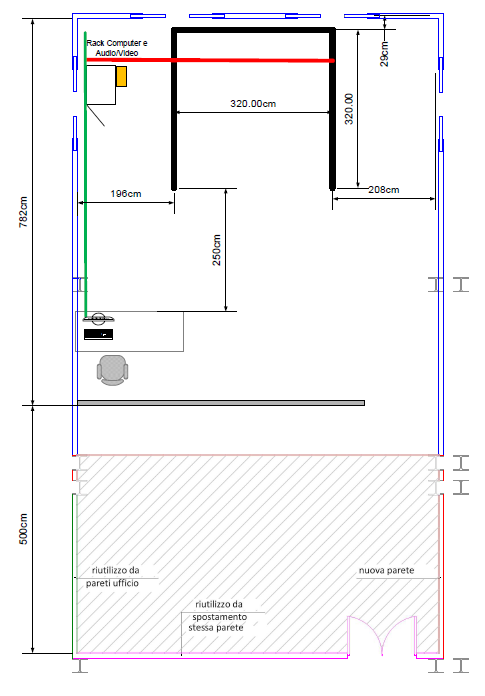 Rack Computer e
Audio/Video
29cm
320.00cm
320.00
196cm
208cm
782cm
250cm
500cm
riutilizzo da
pareti ufficio
nuova parete
riutilizzo da
spostamento
stessa parete